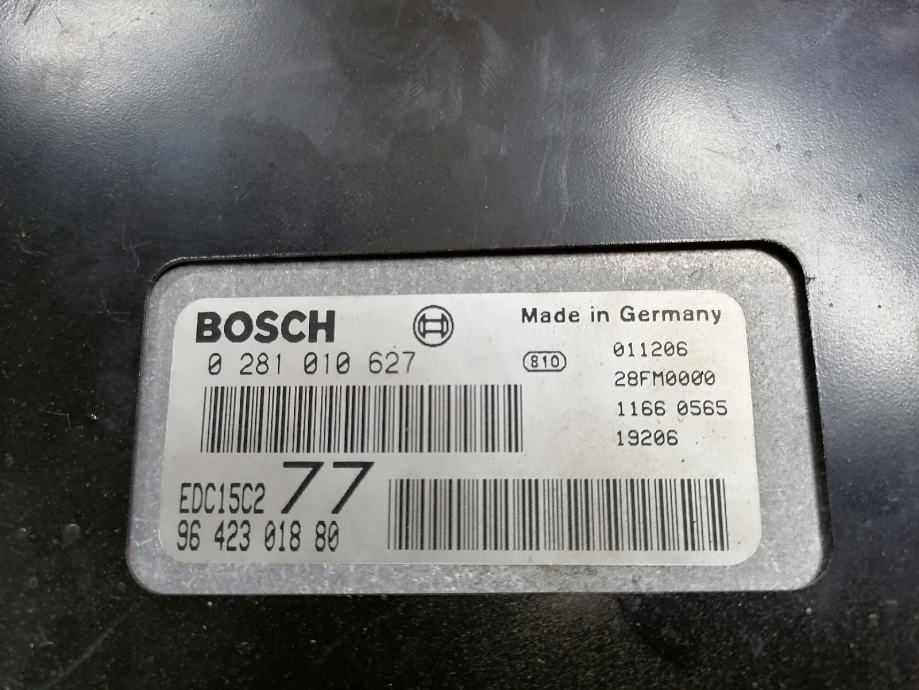 BOSCH
Made in Germany
0 281 010 627
810
011206
28FM0000
1166 0565
19206
EDC15C2 77
96 423 018 80